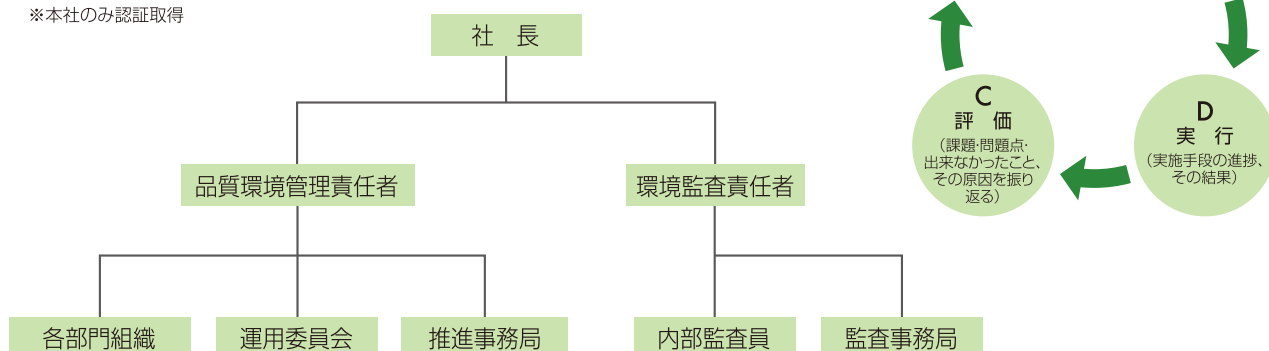 ※本社のみ認証取得
社　長
品質環境管理責任者
環境監査責任者
各部門組織
運用委員会
推進事務局
内部監査員
監査事務局
C
評　価
(課題・問題点・
出来なかったこと、
その原因を振り
返る)
D
実　行
(実施手段の進捗、
その結果)